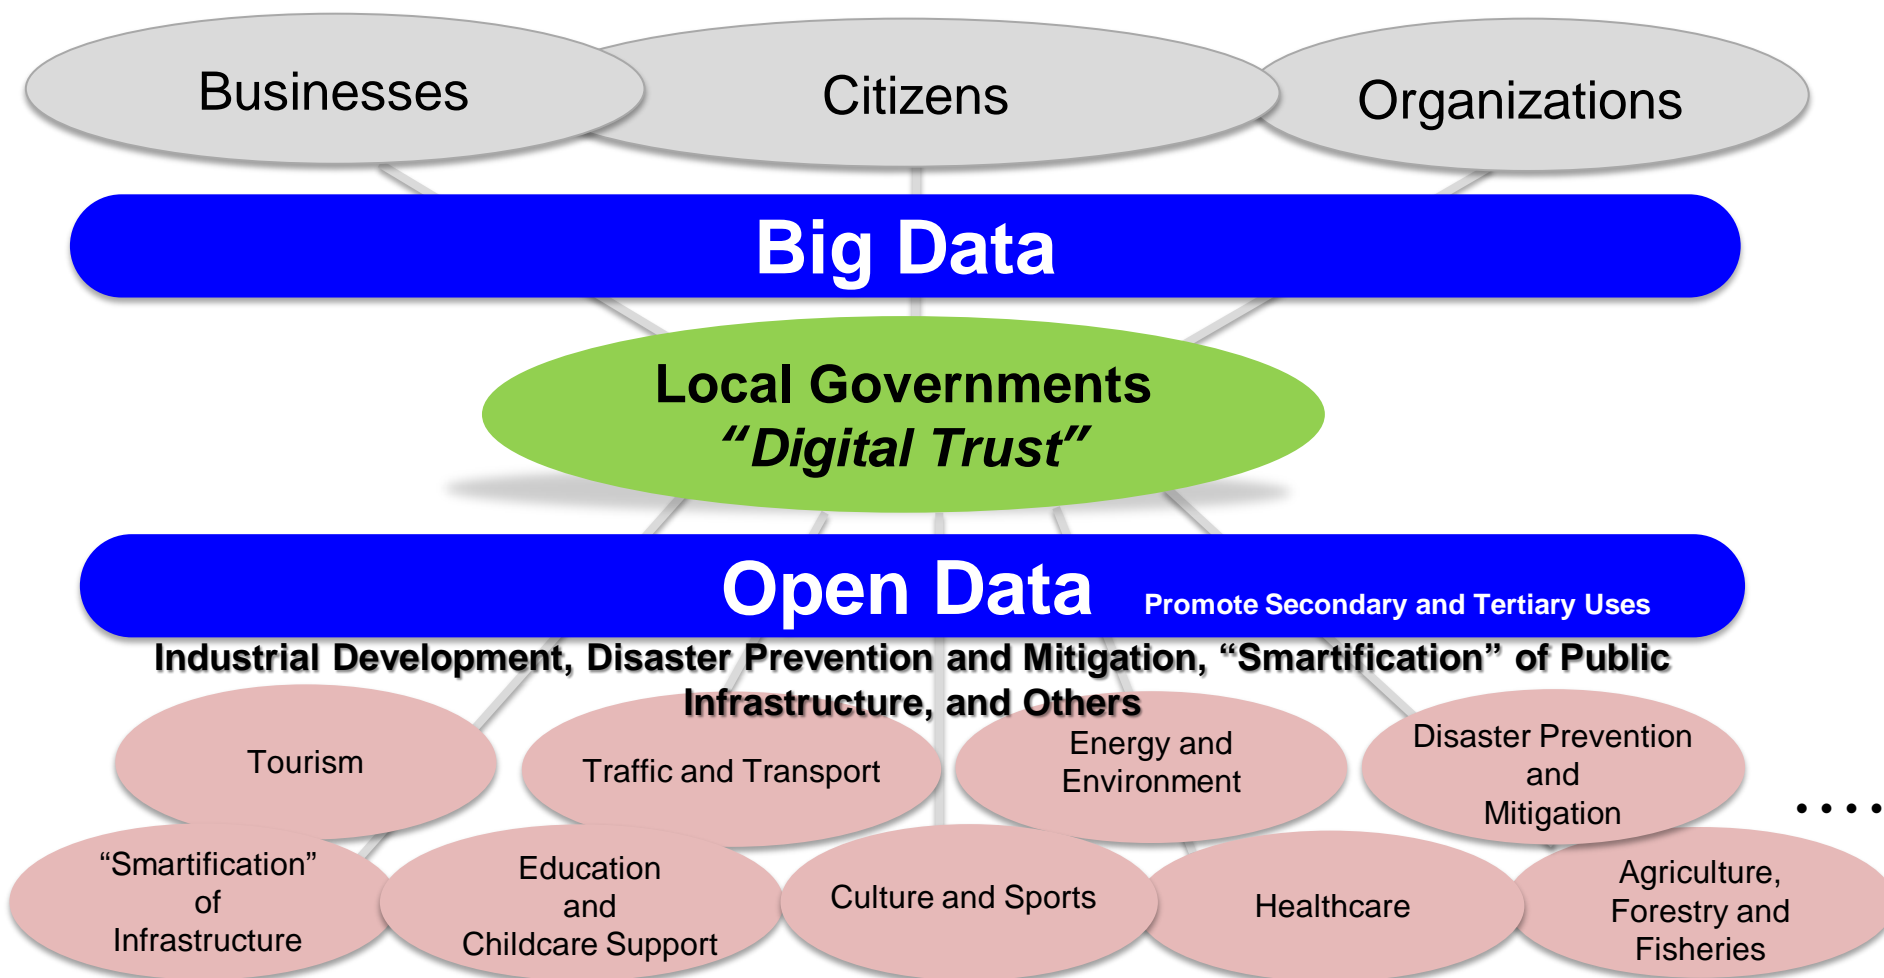 Businesses
Citizens
Organizations
Big Data
Local Governments
“Digital Trust”
Open Data Promote Secondary and Tertiary Uses
Industrial Development, Disaster Prevention and Mitigation, “Smartification” of Public
Infrastructure, and Others
Tourism
Traffic and Transport
Energy and
Environment
Disaster Prevention
and
Mitigation
....
“Smartification”
of
Infrastructure
Education
and
Childcare Support
Culture and Sports
Healthcare
Agriculture,
Forestry and
Fisheries